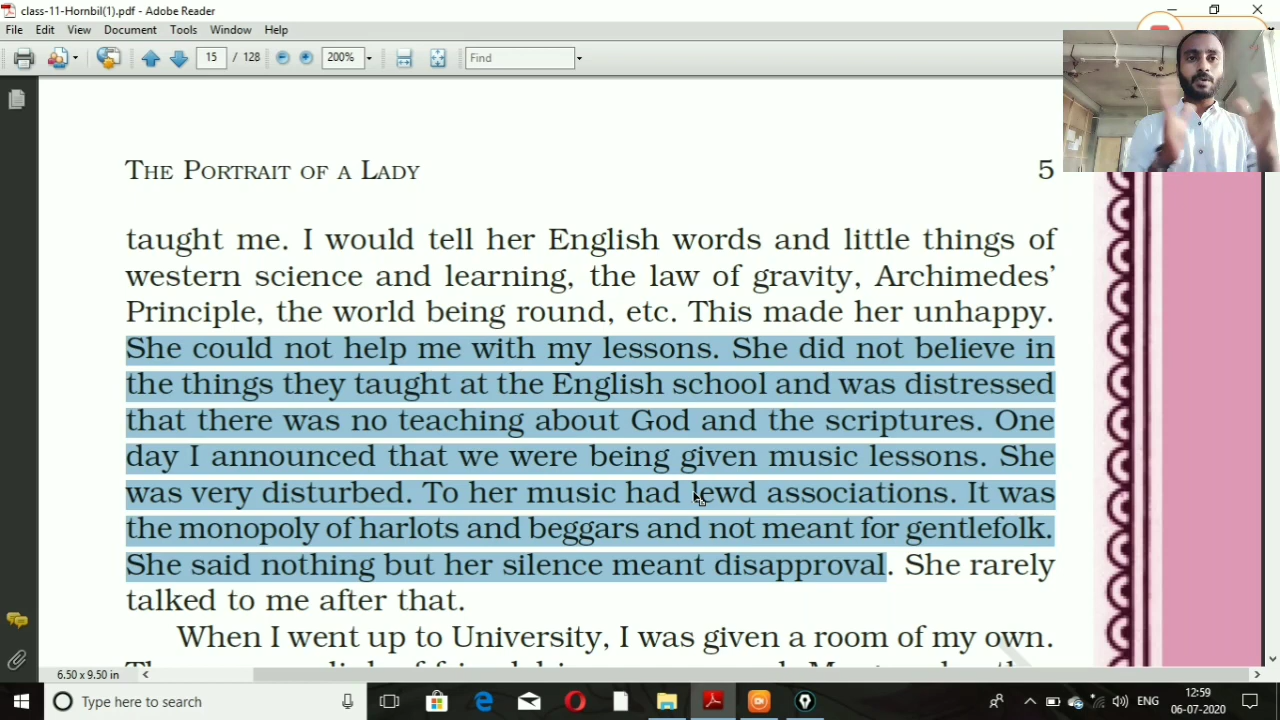 class-11-Hornbil(1).pdf - Adobe Reader
File Edit View Document Tools Window Help
15 / 128 200% Find
THE PORTRAIT OF A LADY 5
taught me. I would tell her English words and little things of
western science and learning, the law of gravity, Archimedes’
Principle, the world being round, etc. This made her unhappy.
She could not help me with my lessons. She did not believe in
the things they taught at the English school and was distressed
that there was no teaching about God and the scriptures. One
day I announced that we were being given music lessons. She
was very disturbed. To her music had lewd associations. It was
the monopoly of harlots and beggars and not meant for gentlefolk.
She said nothing but her silence meant disapproval. She rarely
talked to me after that.
When I went up to University, I was given a room of my own.
6.50 x 9.50 in
Type here to search
ENG
12:59
06-07-2020